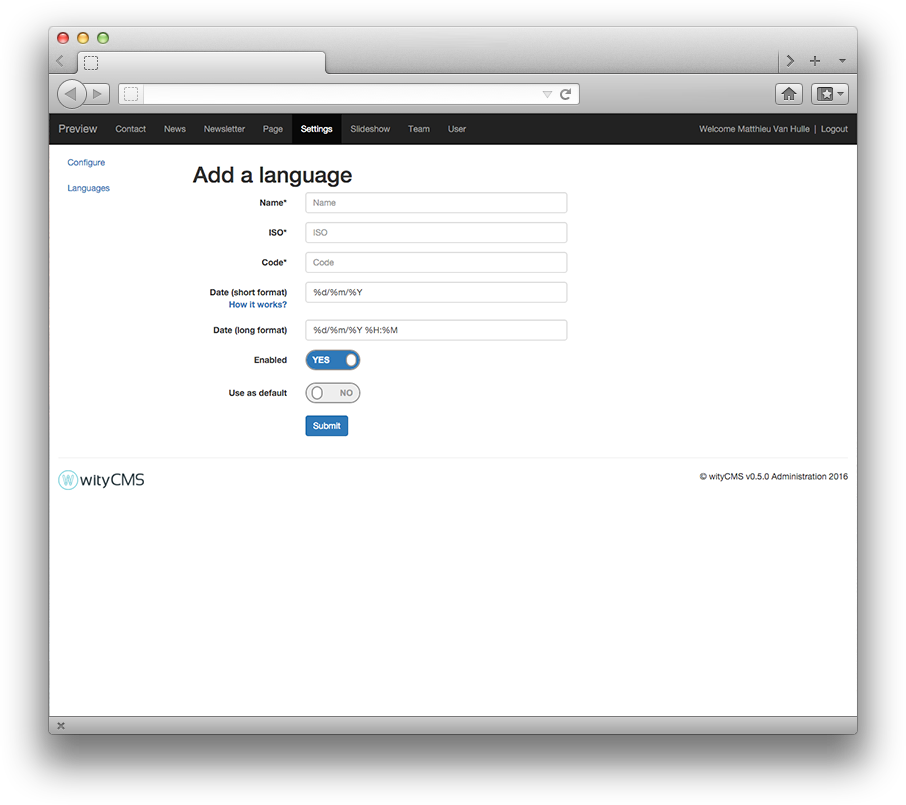 Preview Contact News Newsletter Page Settings Slideshow Team User Welcome Matthieu Van Hulle | Logout
Configure
Languages
Add a language
Name* Name
ISO* ISO
Code* Code
Date (short format) %d/%m/%Y
How it works?
Date (long format) %d/%m/%Y %H:%M
Enabled YES
Use as default NO
Submit
W wityCMS © wityCMS v0.5.0 Administration 2016